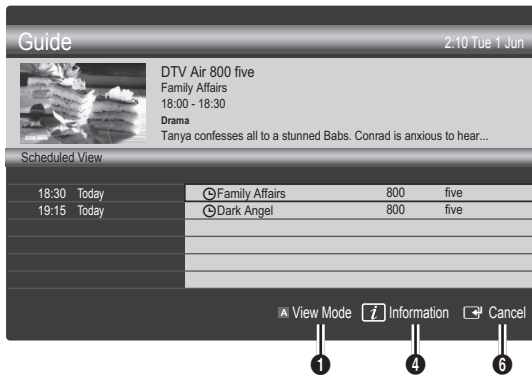 Guide 2:10 Tue 1 Jun
DTV Air 800 five
Family Affairs
18:00 - 18:30
Drama
Tanya confesses all to a stunned Babs. Conrad is anxious to hear...
800 five
Scheduled View
18:30 Today Family Affairs 800 five
19:15 Today Dark Angel 800 five
A View Mode i Information Cancel
1 4 6